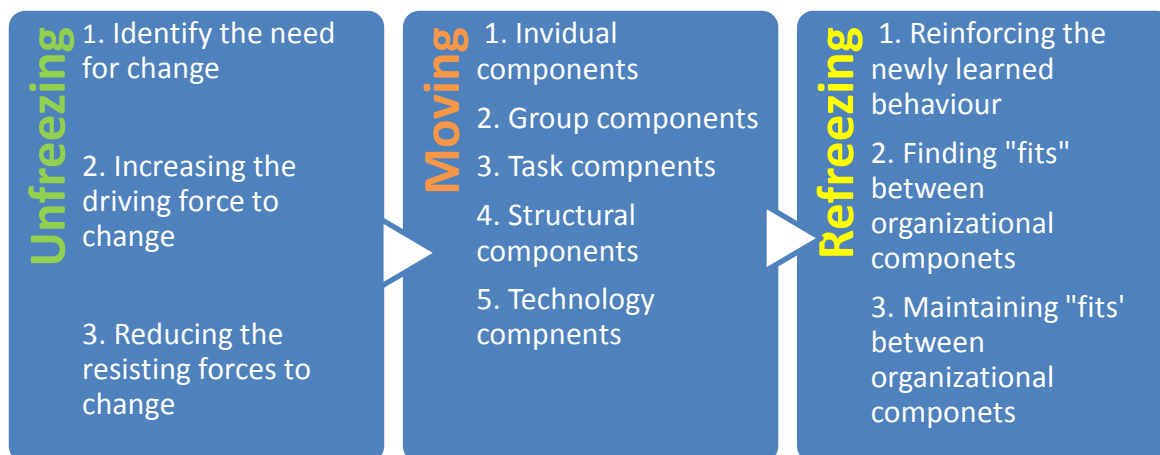 Unfreezing
1. Identify the need
for change
2. Increasing the
driving force to
change
3. Reducing the
resisting forces to
change
Moving
1. Invidual
components
2. Group components
3. Task compnents
4. Structural
components
5. Technology
compnents
Refreezing
1. Reinforcing the
newly learned
behaviour
2. Finding "fits"
between
organizational
componets
3. Maintaining "fits'
between
organizational
componets